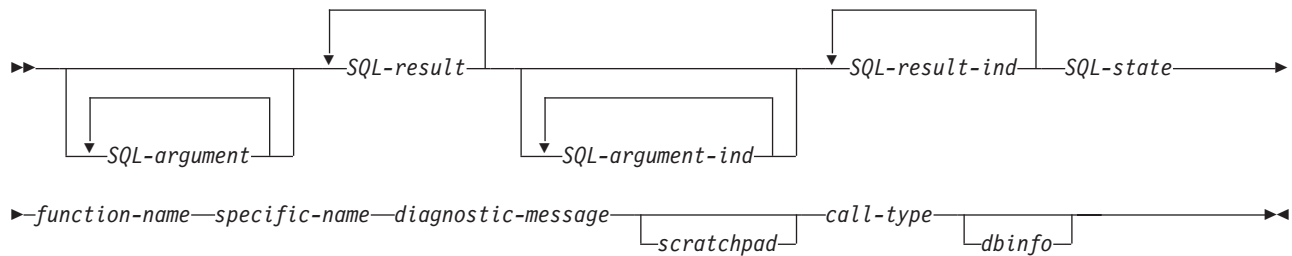 SQL-result SQL-result-ind SQL-state
SQL-argument SQL-argument-ind
function-name specific-name diagnostic-message call-type
scratchpad dbinfo